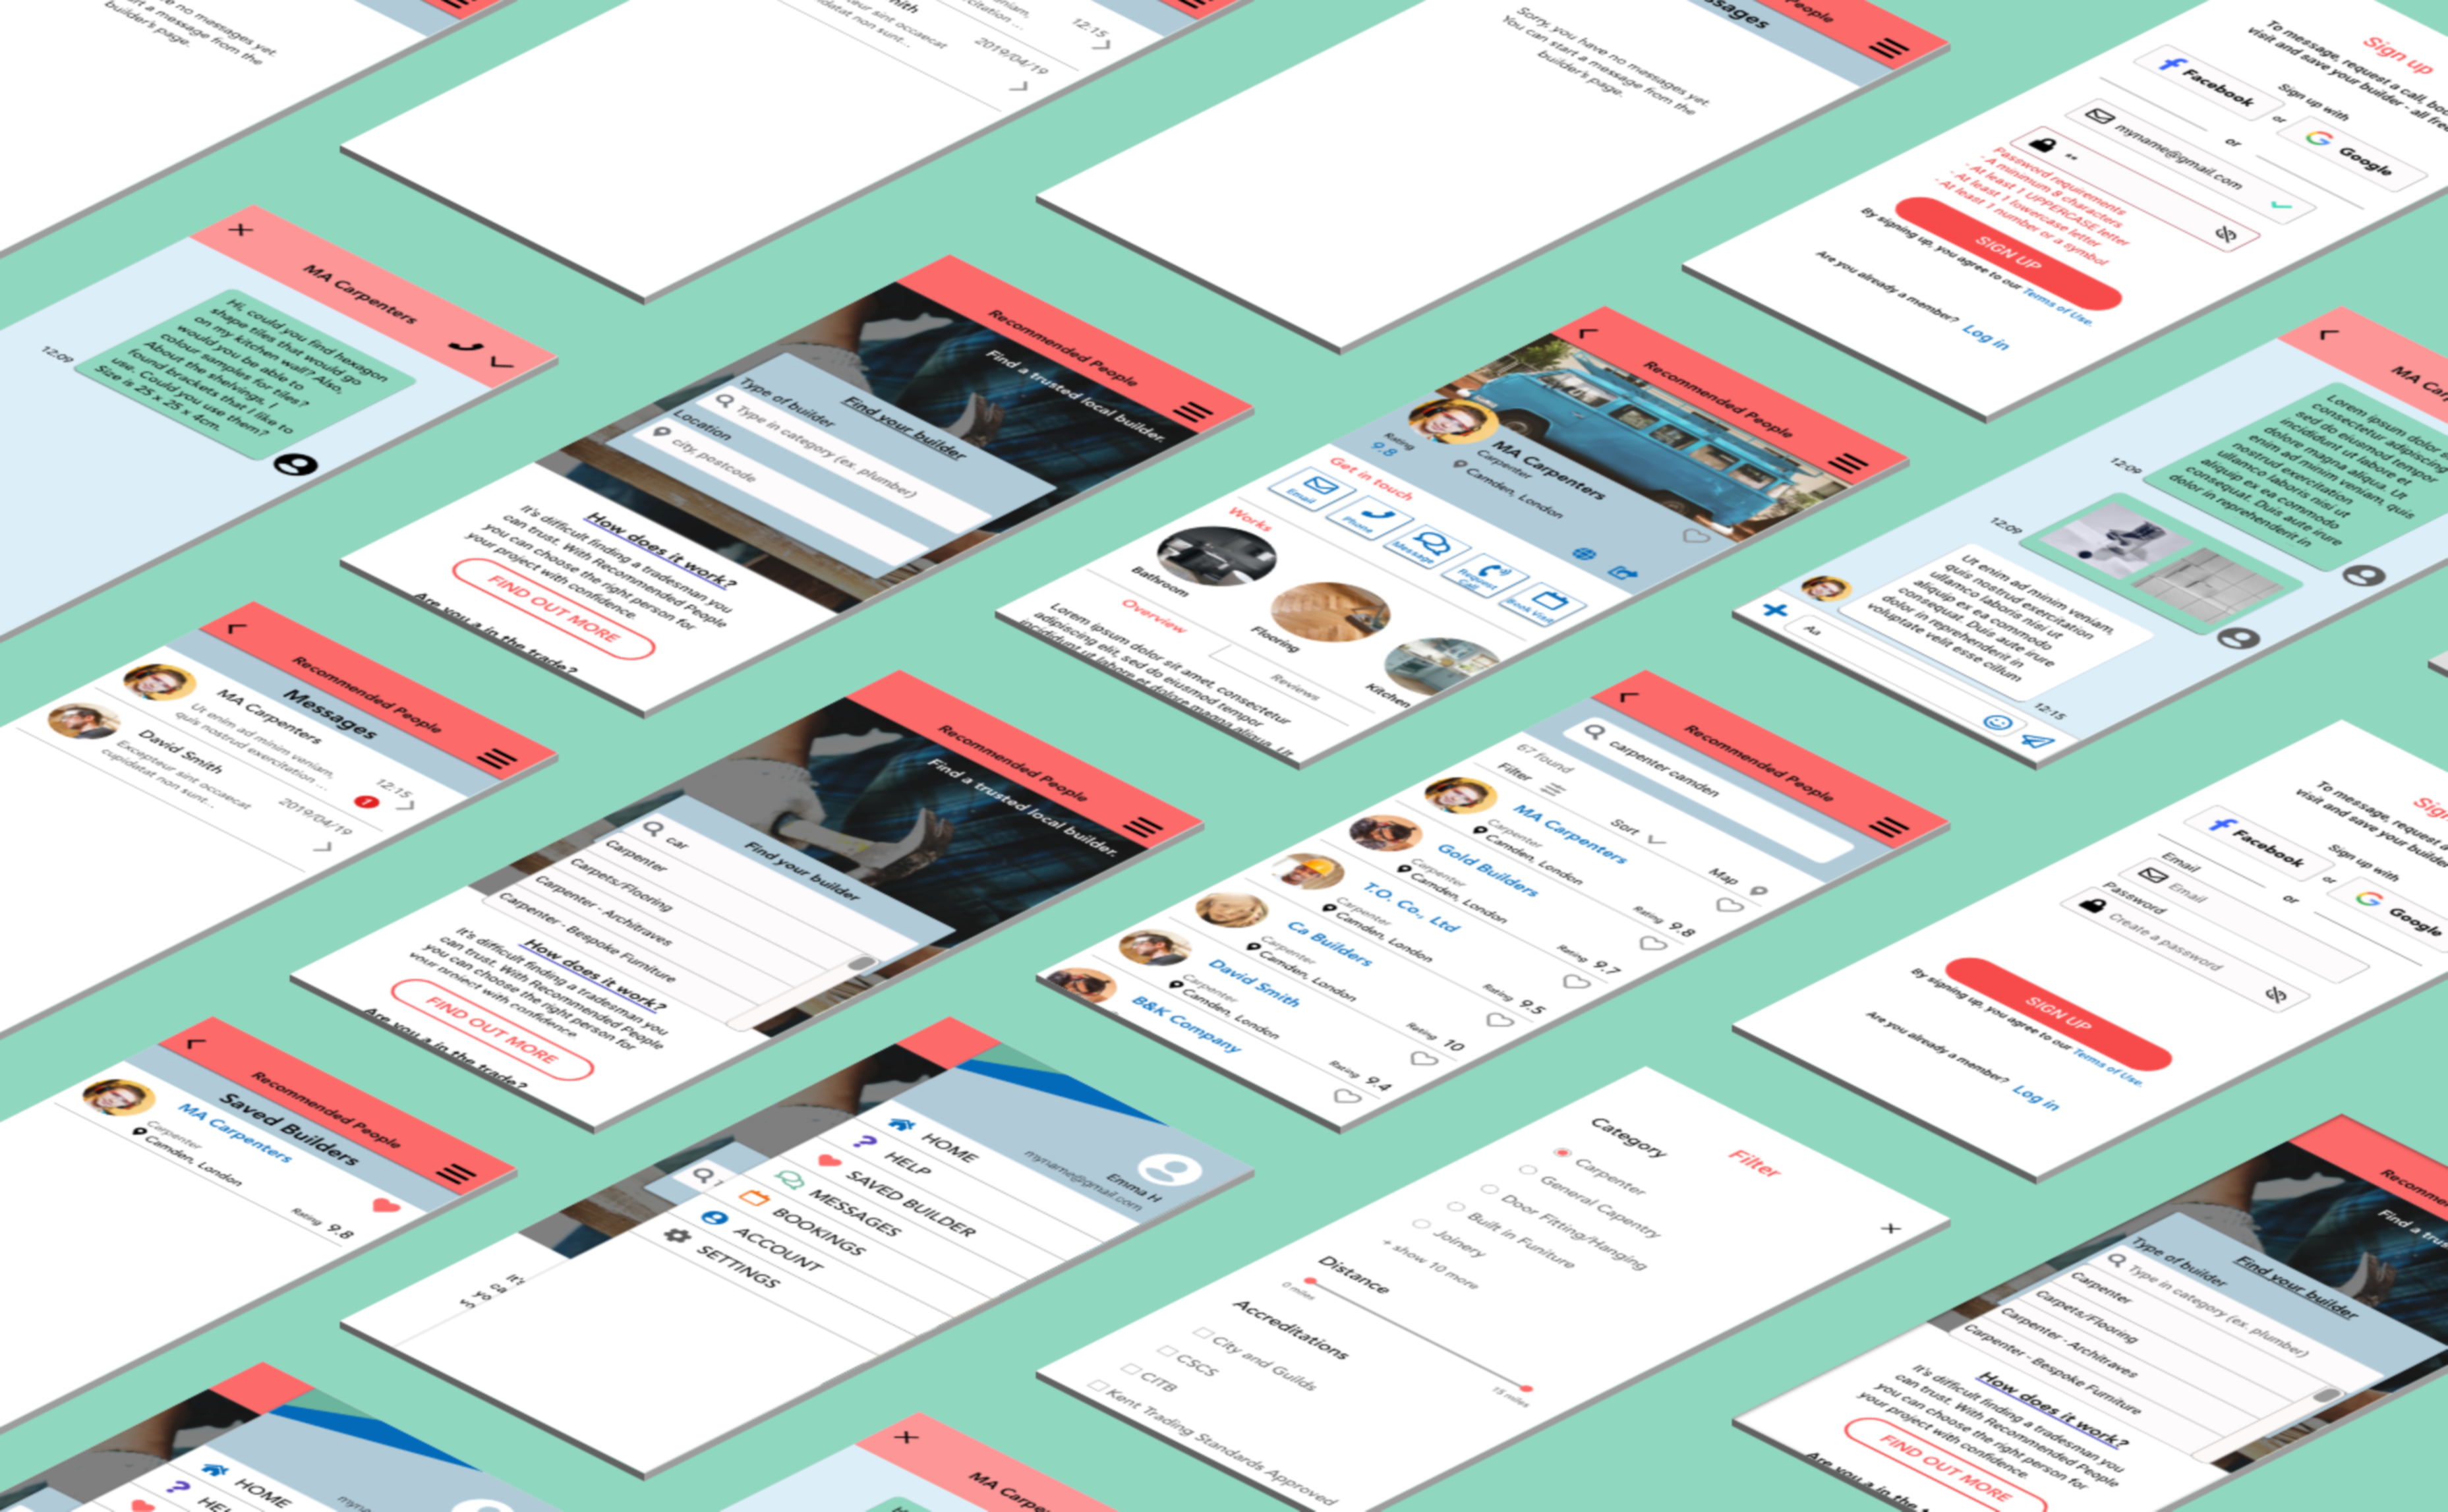 no messages yet.
a message from the
builder's page.
citation ...
sint occaecat
cupidatat non sunt...
12:15
2019/04/19
Sorry, you have no messages yet.
You can start a message from the
builder's page.
People
Sign up
To message, request a call,
visit and save your builder - all free
Sign up with
Facebook
or
Google
or
myname@gmail.com
**
Password requirements
- A minimum 8 characters
- At least 1 UPPERCASE letter
- At least 1 lowercase letter
- At least 1 number or a symbol
SIGN UP
By signing up, you agree to our Terms of Use.
Are you already a member? Log in
MA Carpenters
Hi, could you find hexagon
shape tiles that would go
on my kitchen wall? Also,
would you be able to
colour samples for tiles?
About the shelvings, I
found brackets that I like to
use. Could you use them?
Size is 25 x 25 x 4cm.
12:09
Recommended People
Find a trusted local builder.
Find your builder
Type of builder
Type in category (ex. plumber)
Location
city, postcode
How does it work?
It's difficult finding a tradesman you
can trust. With Recommended People
you can choose the right person for
your project with confidence.
FIND OUT MORE
Are you a in the trade?
Recommended People
MA Carpenters
Carpenter
Camden, London
Rating
9.8
Get in touch
Email
Phone
Message
Request
Call
Book Visit
Works
Bathroom
Flooring
Kitchen
Overview
Reviews
Lorem ipsum dolor sit amet, consectetur
adipiscing elit, sed do eiusmod tempor
incididunt ut labore et dolore magna aliqua. Ut
MA
Lorem ipsum dolor
consectetur adipiscing
sed do eiusmod tempor
incididunt ut labore et
dolore magna aliqua. Ut
enim ad minim veniam, quis
nostrud exercitation
ullamco laboris nisi ut
aliquip ex ea commodo
consequat. Duis aute irure
dolor in reprehenderit in
12:09
12:09
Ut enim ad minim veniam,
quis nostrud exercitation
ullamco laboris nisi ut
aliquip ex ea commodo
consequat. Duis aute irure
dolor in reprehenderit in
voluptate velit esse cillum
12:15
Aa
Recommended People
Messages
MA Carpenters
Ut enim ad minim veniam,
quis nostrud exercitation ...
12:15
1
David Smith
Excepteur sint occaecat
cupidatat non sunt...
2019/04/19
Recommended People
Find a trusted local builder.
Find your builder
car
Carpenter
Carpets/Flooring
Carpenter - Architraves
Carpenter - Bespoke Furniture
How does it work?
It's difficult finding a tradesman you
can trust. With Recommended People
you can choose the right person for
your project with confidence.
FIND OUT MORE
Are you a in the trade?
Recommended People
carpenter camden
67 found
Filter
Sort
Map
MA Carpenters
Carpenter
Camden, London
Rating 9.8
Gold Builders
Carpenter
Camden, London
Rating 9.7
T.O. Co., Ltd
Carpenter
Camden, London
Rating 9.5
Ca Builders
Carpenter
Camden, London
Rating 10
David Smith
Carpenter
Camden, London
Rating 9.4
B&K Company
To message, request a
visit and save your builder
Sign up with
Facebook
or
Google
or
Email
Email
Password
Create a password
SIGN UP
By signing up, you agree to our Terms of Use.
Are you already a member? Log in
Recommended People
Saved Builders
MA Carpenters
Carpenter
Camden, London
Rating 9.8
Emma H
myname@gmail.com
HOME
HELP
SAVED BUILDER
MESSAGES
BOOKINGS
ACCOUNT
SETTINGS
It's
Filter
Category
Carpenter
General Capentry
Door Fitting/Hanging
Built in Funiture
Joinery
+ show 10 more
Distance
0 miles
15 miles
Accreditations
City and Guilds
CSCS
CITB
Kent Trading Standards Approved
Find a
Find your builder
Type of builder
Type in category (ex. plumber)
Carpenter
Carpets/Flooring
Carpenter - Architraves
Carpenter - Bespoke Furniture
How does it work?
It's difficult finding a tradesman you
can trust. With Recommended People
you can choose the right person for
your project with confidence.
FIND OUT MORE
Are you a in the
HOME
MA